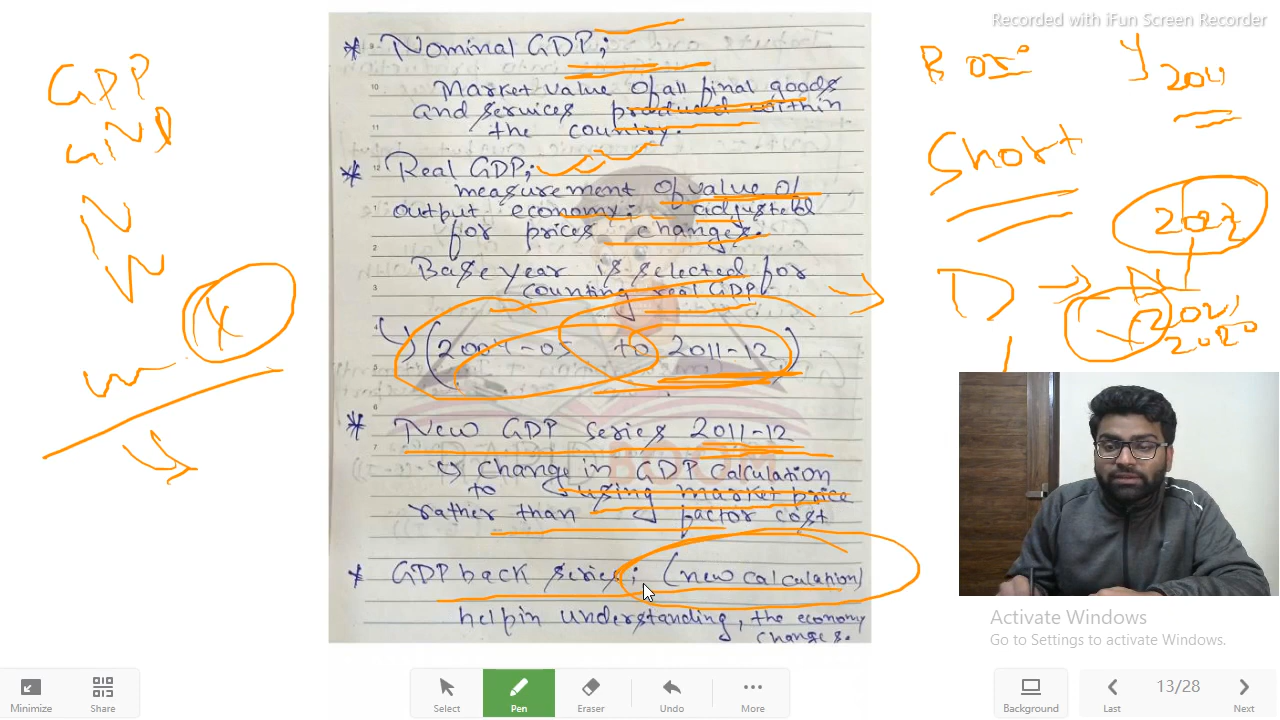 Recorded with iFun Screen Recorder
* Nominal GDP;
Market value of all final goods
and services produced within
the country.
* Real GDP;
measurement of value of
output economy; adjusted
for prices changes.
Base year is selected for
counting real GDP
(2004-05 to 2011-12)
* New GDP series 2011-12
change in GDP calculation
to using market price
rather than factor cost
* GDP back series; (new calculation)
help in understanding, the economy
changes.
GDP
GNP
N
X
Short
2022
D
N
2021
2020
Activate Windows
Go to Settings to activate Windows.
Minimize
Share
Select
Pen
Eraser
Undo
More
Background
Last
13/28
Next